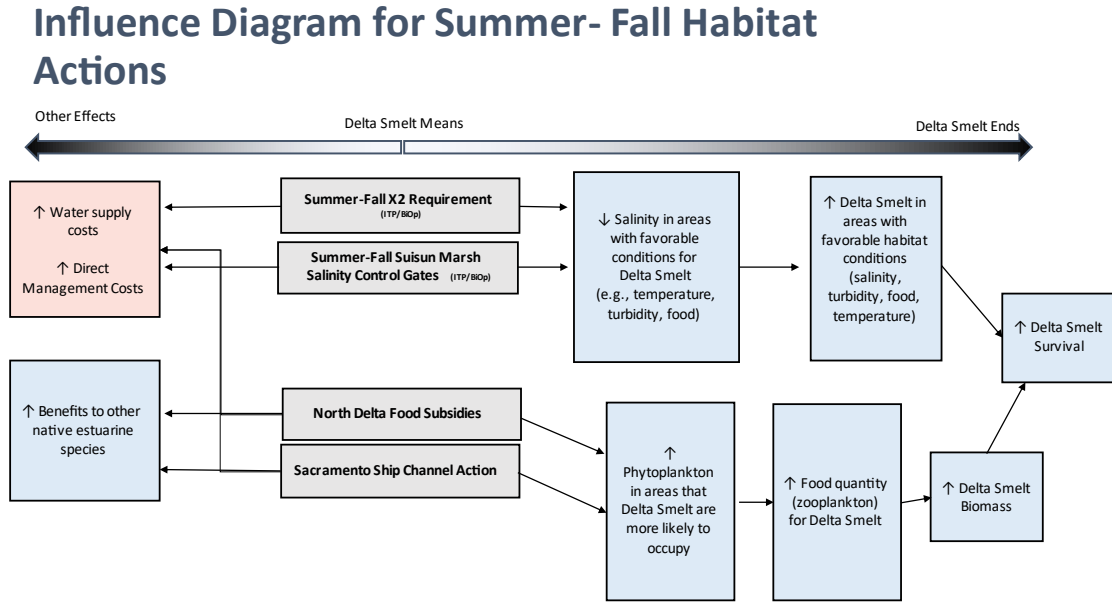 Influence Diagram for Summer- Fall Habitat
Actions
Other Effects
Delta Smelt Means
Delta Smelt Ends
↑ Water supply
costs
↑ Direct
Management Costs
Summer-Fall X2 Requirement
(ITP/BiOp)
Summer-Fall Suisun Marsh
Salinity Control Gates (ITP/BiOp)
↓ Salinity in areas
with favorable
conditions for
Delta Smelt
(e.g., temperature,
turbidity, food)
↑ Delta Smelt in
areas with
favorable habitat
conditions
(salinity,
turbidity, food,
temperature)
↑ Delta Smelt
Survival
↑ Benefits to other
native estuarine
species
North Delta Food Subsidies
Sacramento Ship Channel Action
↑
Phytoplankton
in areas that
Delta Smelt are
more likely to
occupy
↑ Food quantity
(zooplankton)
for Delta Smelt
↑ Delta Smelt
Biomass